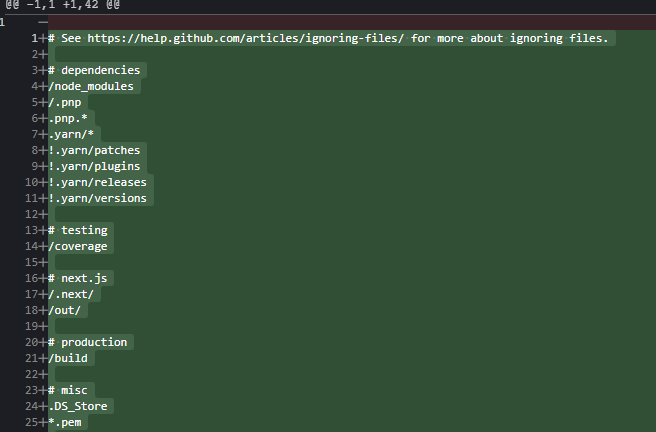 @@ -1,1 +1,42 @@
1 -
1+# See https://help.github.com/articles/ignoring-files/ for more about ignoring files.
2+
3+# dependencies
4+/node_modules
5+/.pnp
6+.pnp.*
7+.yarn/*
8+!.yarn/patches
9+!.yarn/plugins
10+!.yarn/releases
11+!.yarn/versions
12+
13+# testing
14+/coverage
15+
16+# next.js
17+/.next/
18+/out/
19+
20+# production
21+/build
22+
23+# misc
24+.DS_Store
25+*.pem